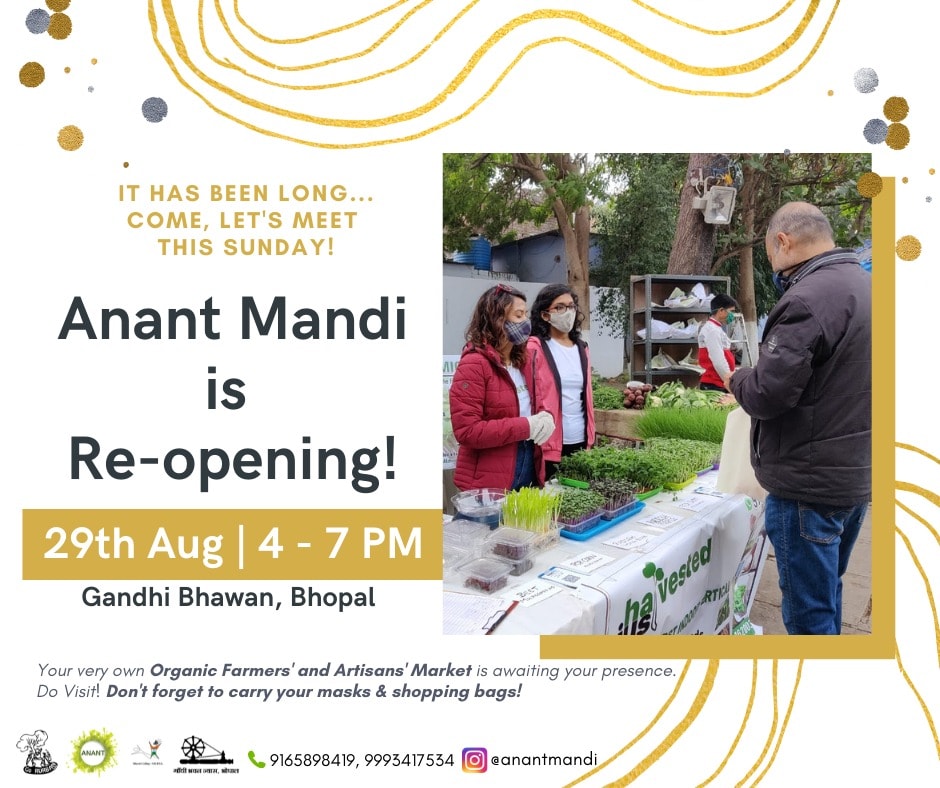 IT HAS BEEN LONG...
COME, LET'S MEET
THIS SUNDAY!
Anant Mandi
is
Re-opening!
29th Aug | 4 - 7 PM
Gandhi Bhawan, Bhopal
harvested
Your very own Organic Farmers' and Artisans' Market is awaiting your presence.
Do Visit! Don't forget to carry your masks & shopping bags!
ANANT
गाँधी भवन न्यास, भोपाल
9165898419, 9993417534 @anantmandi